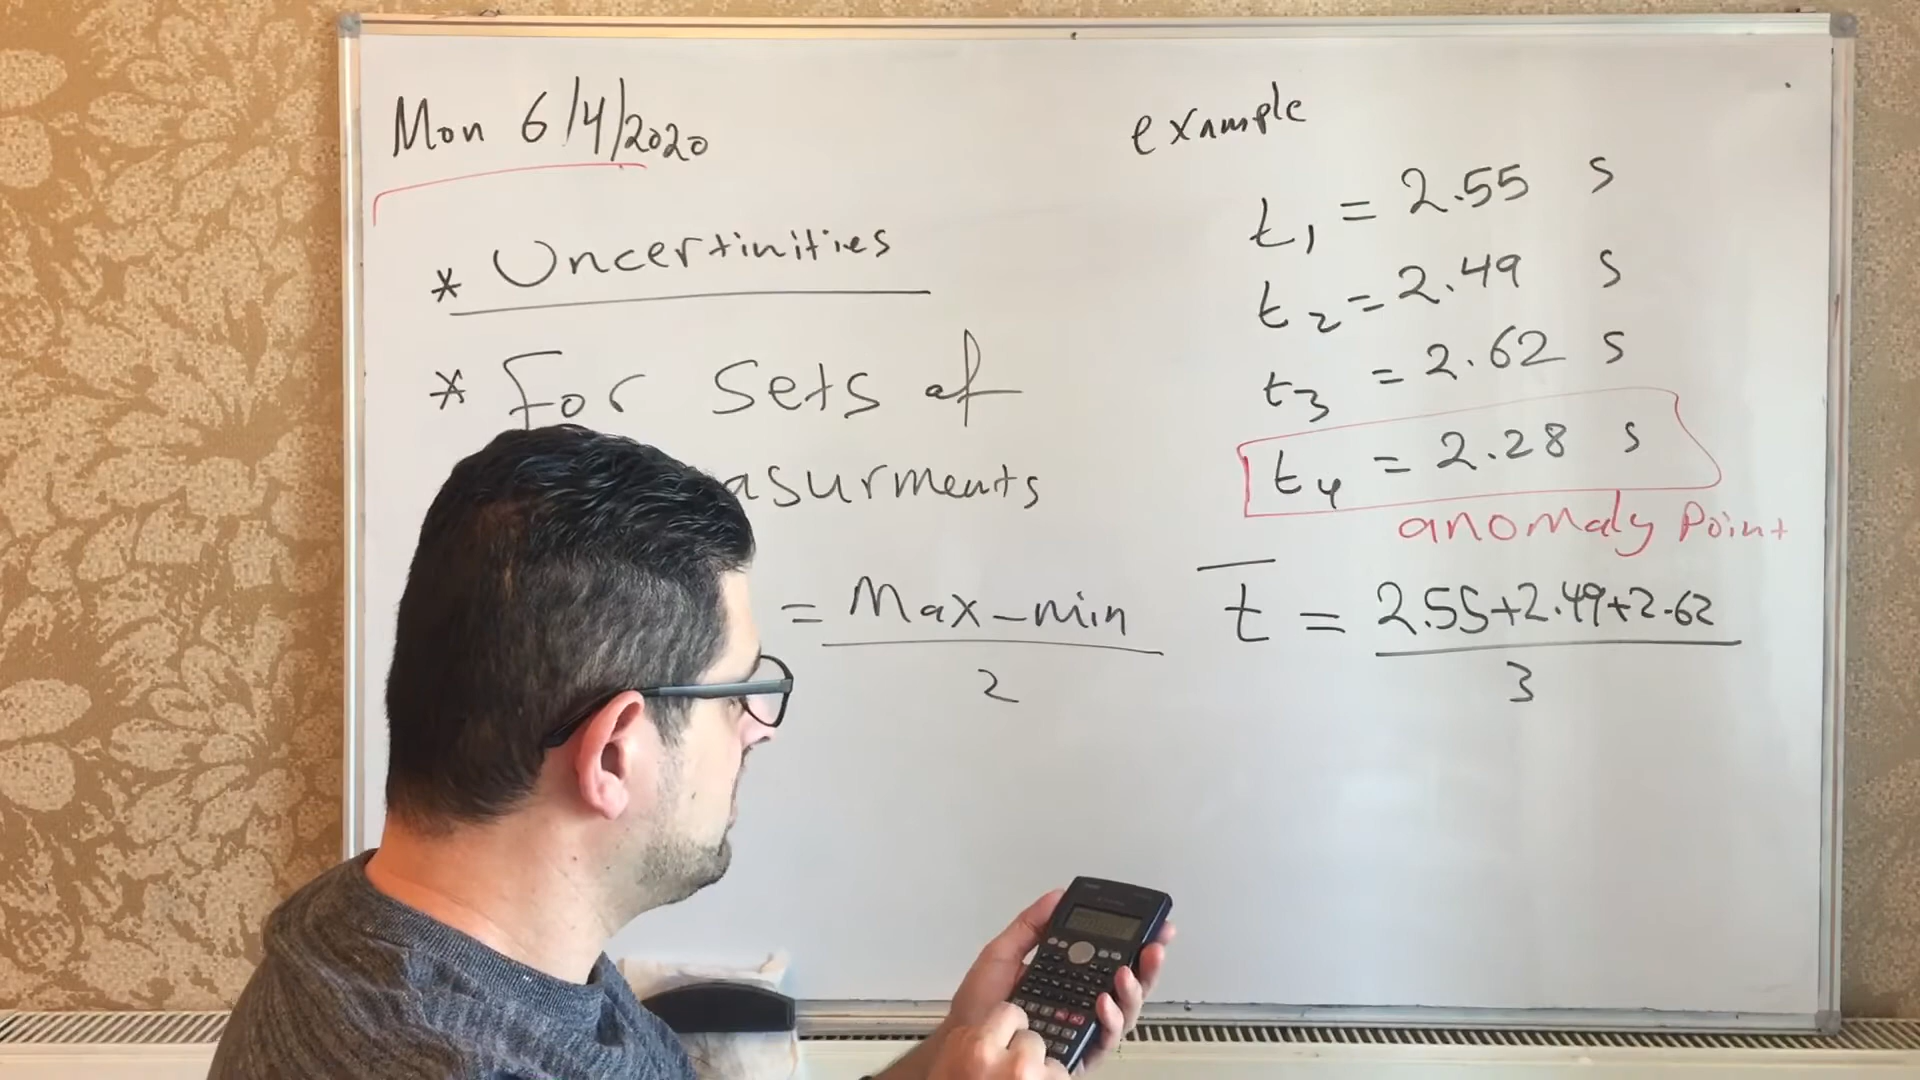 Mon 6/4/2020
* Uncertinities
* For sets of
asurments
= Max-min
2
example
t1 = 2.55 s
t2 = 2.49 s
t3 = 2.62 s
t4 = 2.28 s
anomaly Point
t̅ = 2.55+2.49+2.62
3